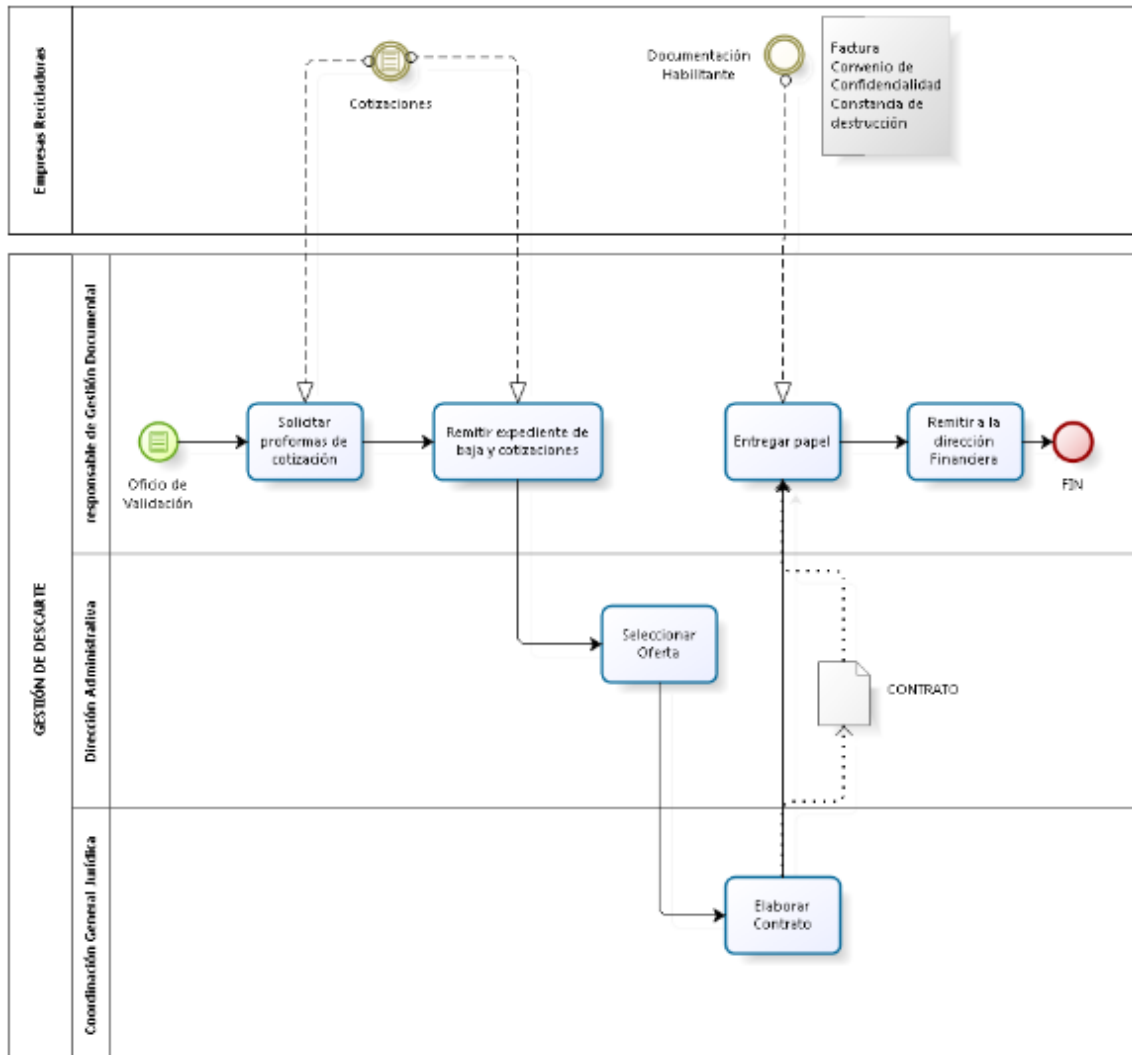 Empresas Recicladoras
Cotizaciones
Documentación
Habilitante
Factura
Convenio de
Confidencialidad
Constancia de
destrucción
GESTIÓN DE DESCARTE
responsable de Gestión Documental
Oficio de
Validación
Solicitar
proformas de
cotización
Remitir expediente de
baja y cotizaciones
Entregar papel
Remitir a la
dirección
Financiera
FIN
Dirección Administrativa
Seleccionar
Oferta
CONTRATO
Coordinación General Jurídica
Elaborar
Contrato